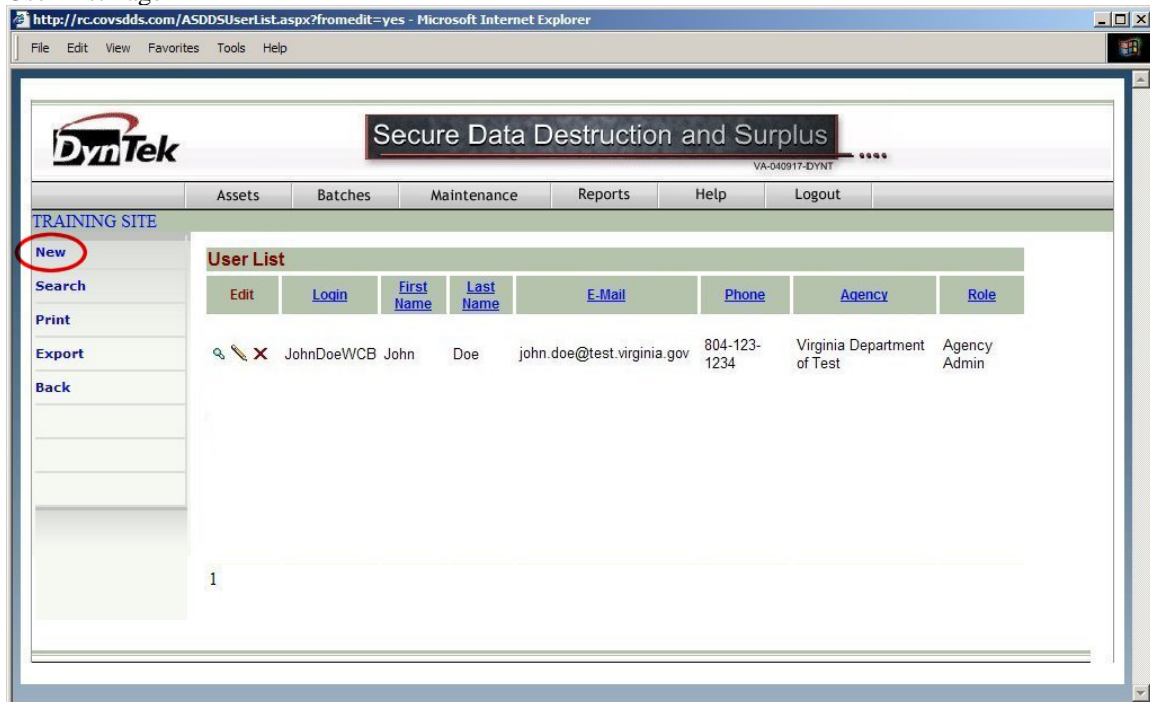 http://rc.covsdds.com/ASDDSUserList.aspx?fromedit=yes - Microsoft Internet Explorer
File Edit View Favorites Tools Help
DynTek
Secure Data Destruction and Surplus
VA-040917-DYNT
Assets Batches Maintenance Reports Help Logout
TRAINING SITE
New
Search
Print
Export
Back
User List
Edit Login First Name Last Name E-Mail Phone Agency Role
JohnDoeWCB John Doe john.doe@test.virginia.gov 804-123-1234 Virginia Department of Test Agency Admin
1